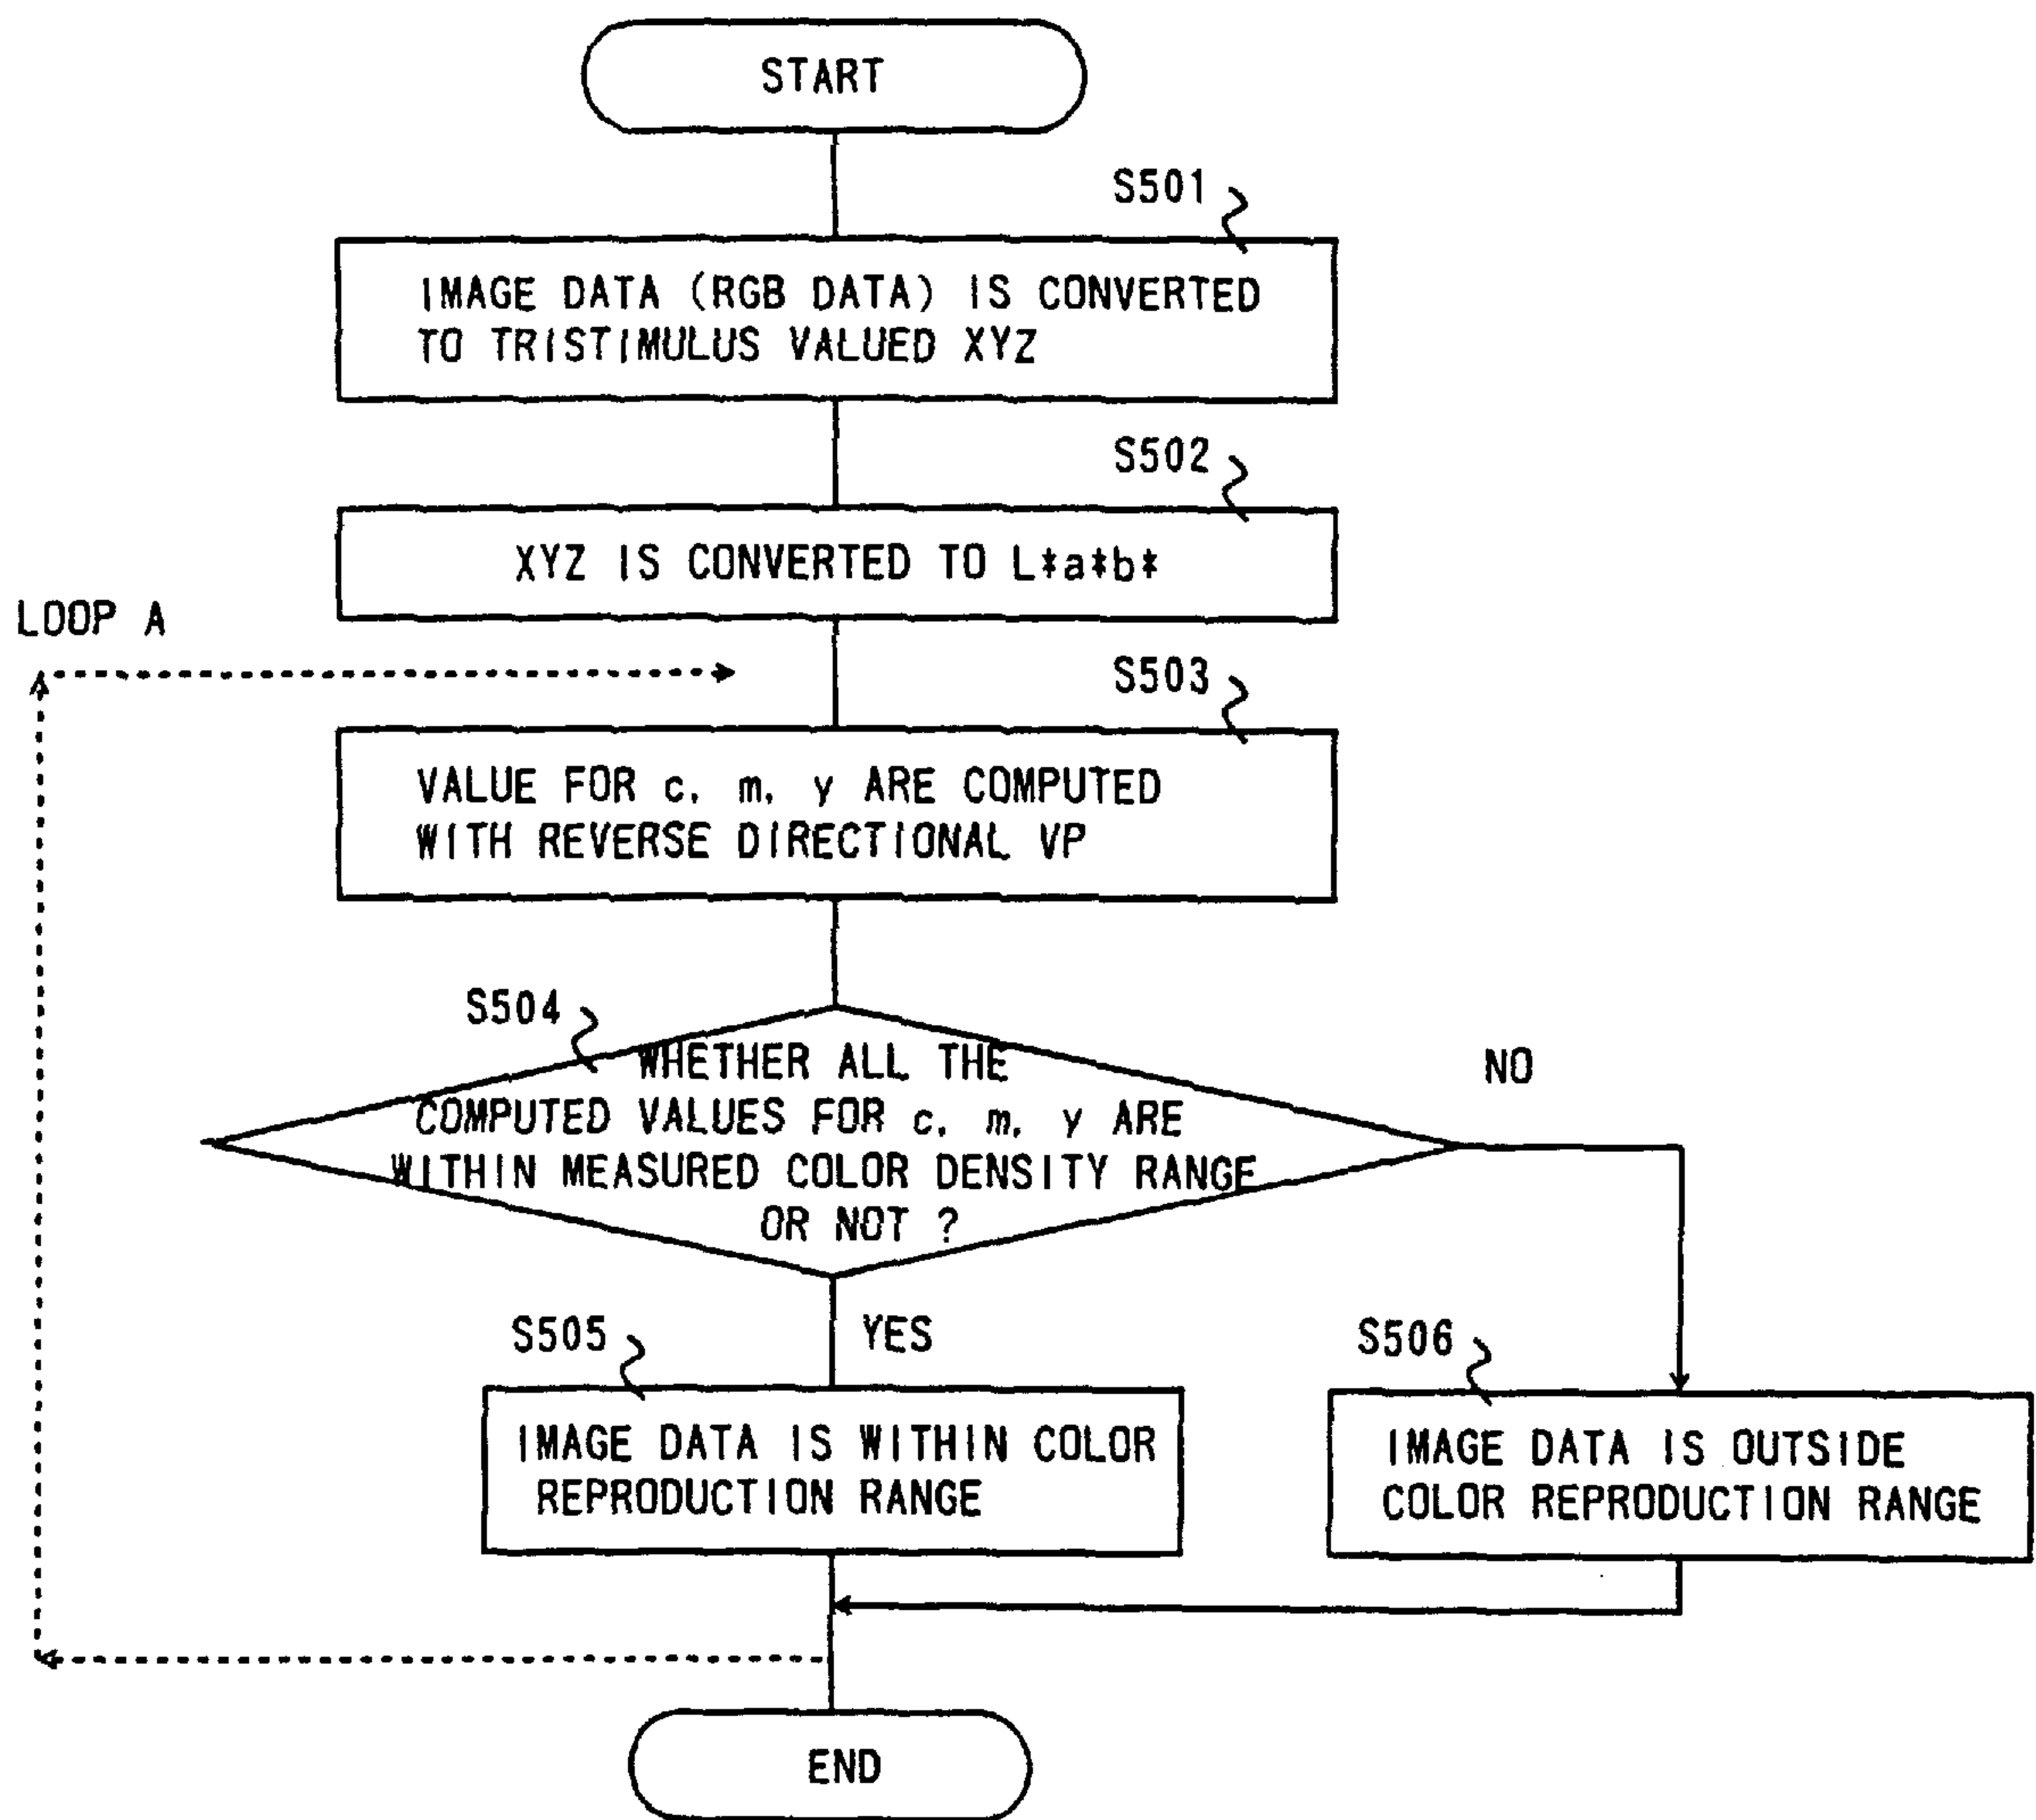 START
S501
IMAGE DATA (RGB DATA) IS CONVERTED
TO TRISTIMULUS VALUED XYZ
S502
XYZ IS CONVERTED TO L*a*b*
LOOP A
S503
VALUE FOR c, m, y ARE COMPUTED
WITH REVERSE DIRECTIONAL VP
S504
WHETHER ALL THE
COMPUTED VALUES FOR c, m, y ARE
WITHIN MEASURED COLOR DENSITY RANGE
OR NOT ?
NO
YES
S505
IMAGE DATA IS WITHIN COLOR
REPRODUCTION RANGE
S506
IMAGE DATA IS OUTSIDE
COLOR REPRODUCTION RANGE
END